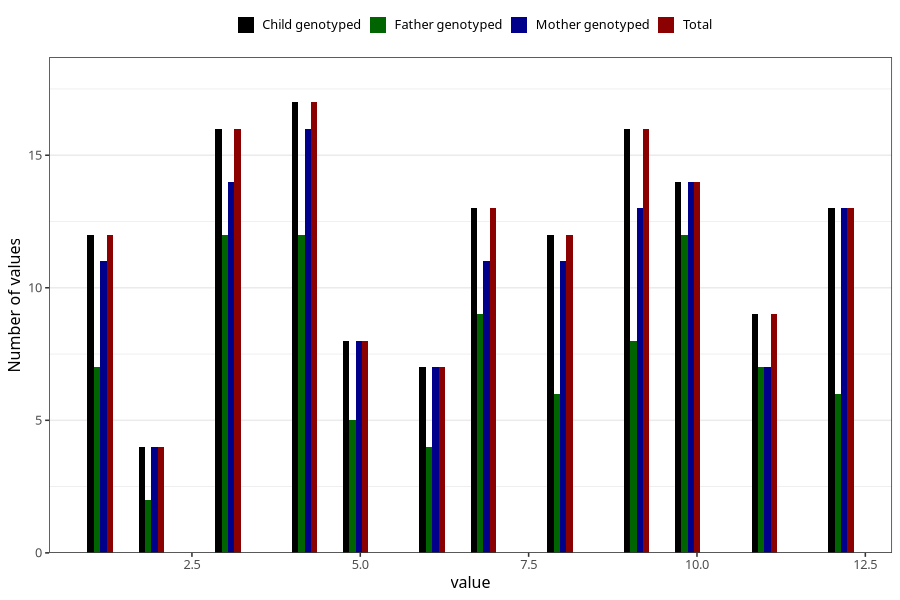 Child genotyped Father genotyped Mother genotyped Total
Number of values
15
10
5
0
2.5 5.0 7.5 10.0 12.5
value